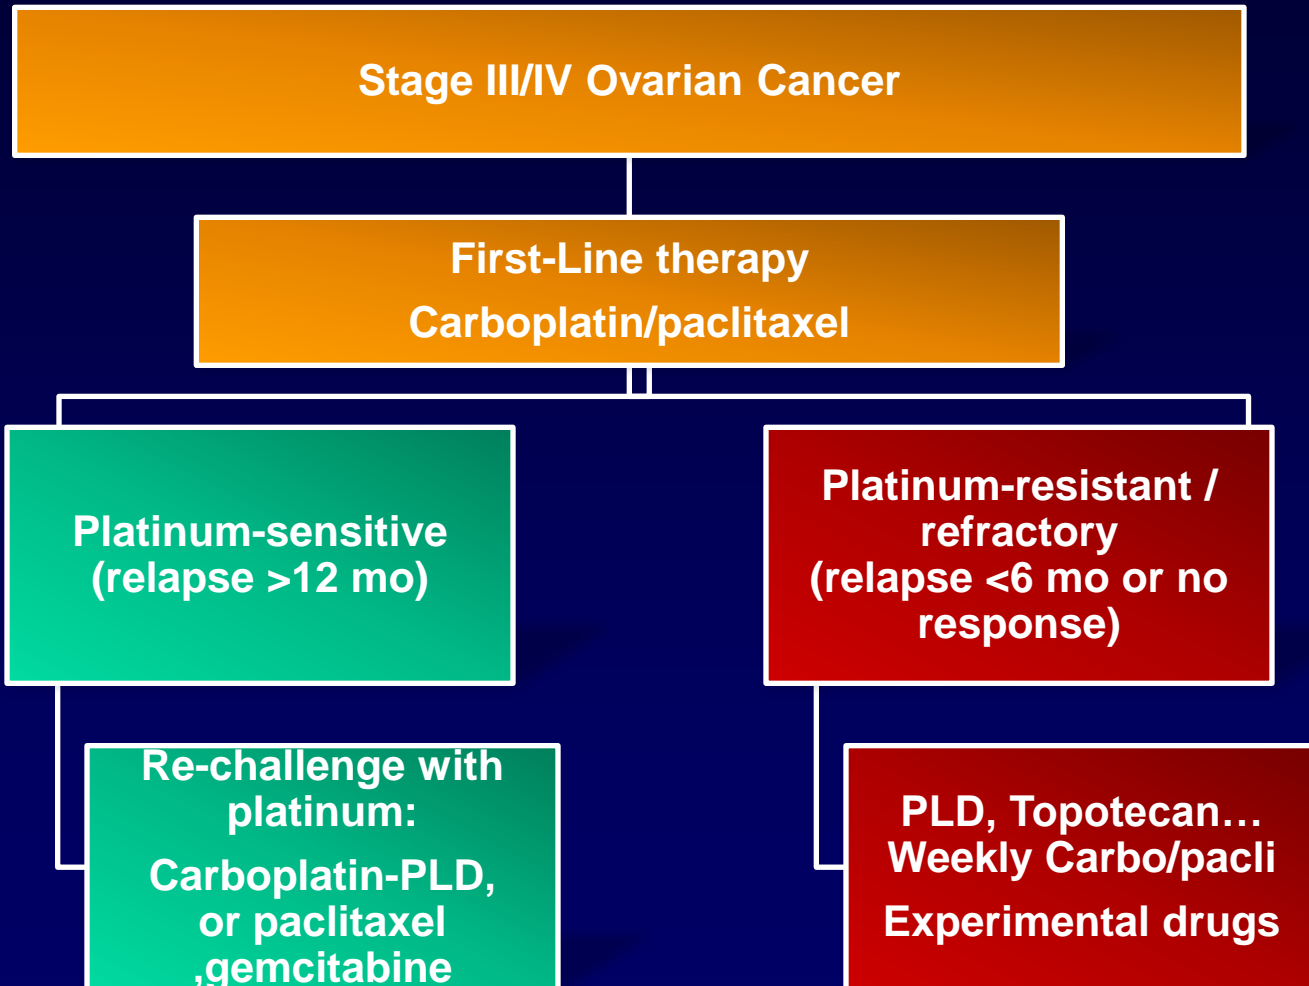 Stage III/IV Ovarian Cancer
First-Line therapy
Carboplatin/paclitaxel
Platinum-sensitive
(relapse >12 mo)
Platinum-resistant /
refractory
(relapse <6 mo or no
response)
Re-challenge with
platinum:
Carboplatin-PLD,
or paclitaxel
,gemcitabine
PLD, Topotecan…
Weekly Carbo/pacli
Experimental drugs